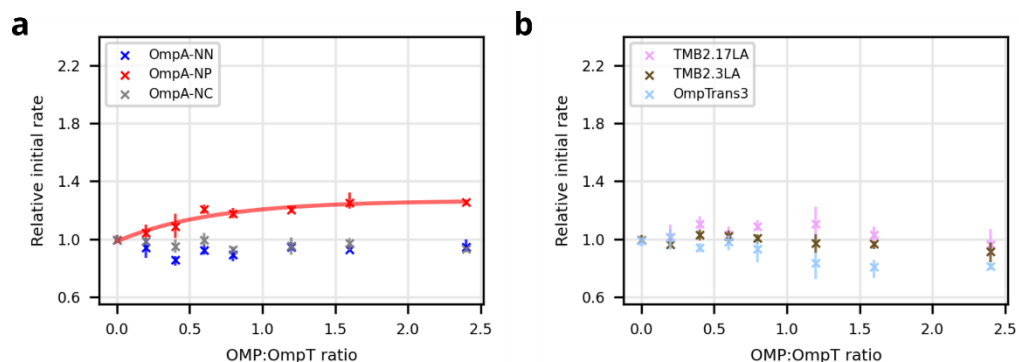 a
OmpA-NN
OmpA-NP
OmpA-NC
2.2
1.8
1.4
1.0
0.6
Relative initial rate
0.0 0.5 1.0 1.5 2.0 2.5
OMP:OmpT ratio
b
TMB2.17LA
TMB2.3LA
OmpTrans3
2.2
1.8
1.4
1.0
0.6
Relative initial rate
0.0 0.5 1.0 1.5 2.0 2.5
OMP:OmpT ratio